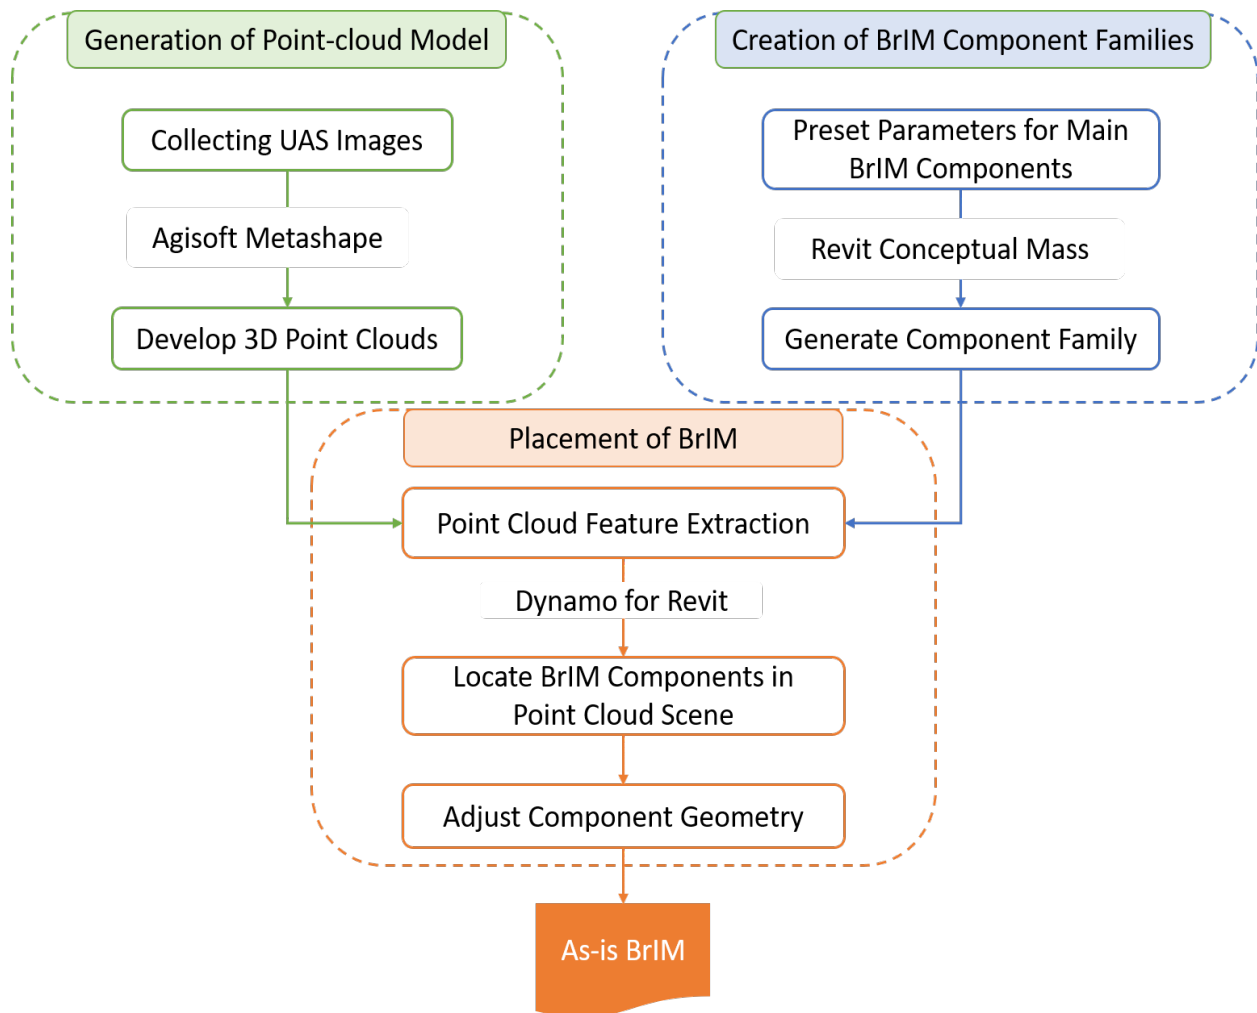 Generation of Point-cloud Model
Collecting UAS Images
Agisoft Metashape
Develop 3D Point Clouds
Creation of BrIM Component Families
Preset Parameters for Main
BrIM Components
Revit Conceptual Mass
Generate Component Family
Placement of BrIM
Point Cloud Feature Extraction
Dynamo for Revit
Locate BrIM Components in
Point Cloud Scene
Adjust Component Geometry
As-is BrIM